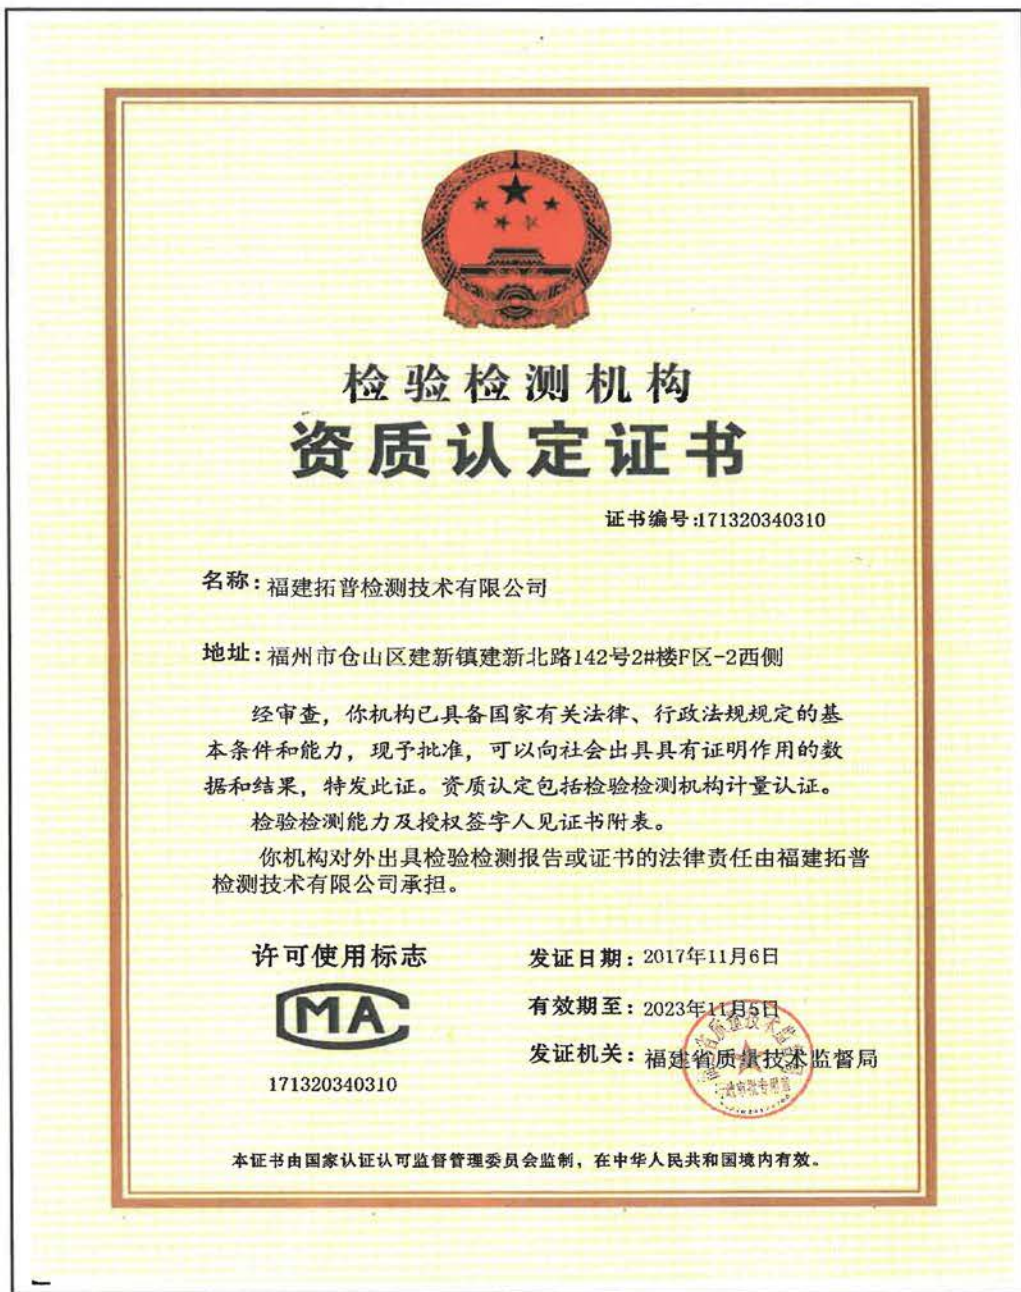 检验检测机构
资质认定证书
证书编号:171320340310
名称：福建拓普检测技术有限公司
地址：福州市仓山区建新镇建新北路142号2#楼F区-2西侧
经审查，你机构已具备国家有关法律、行政法规规定的基
本条件和能力，现予批准，可以向社会出具具有证明作用的数
据和结果，特发此证。资质认定包括检验检测机构计量认证。
检验检测能力及授权签字人见证书附表。
你机构对外出具检验检测报告或证书的法律责任由福建拓普
检测技术有限公司承担。
许可使用标志
MA
171320340310
发证日期：2017年11月6日
有效期至：2023年11月5日
发证机关：福建省质量技术监督局
本证书由国家认证认可监督管理委员会监制，在中华人民共和国境内有效。